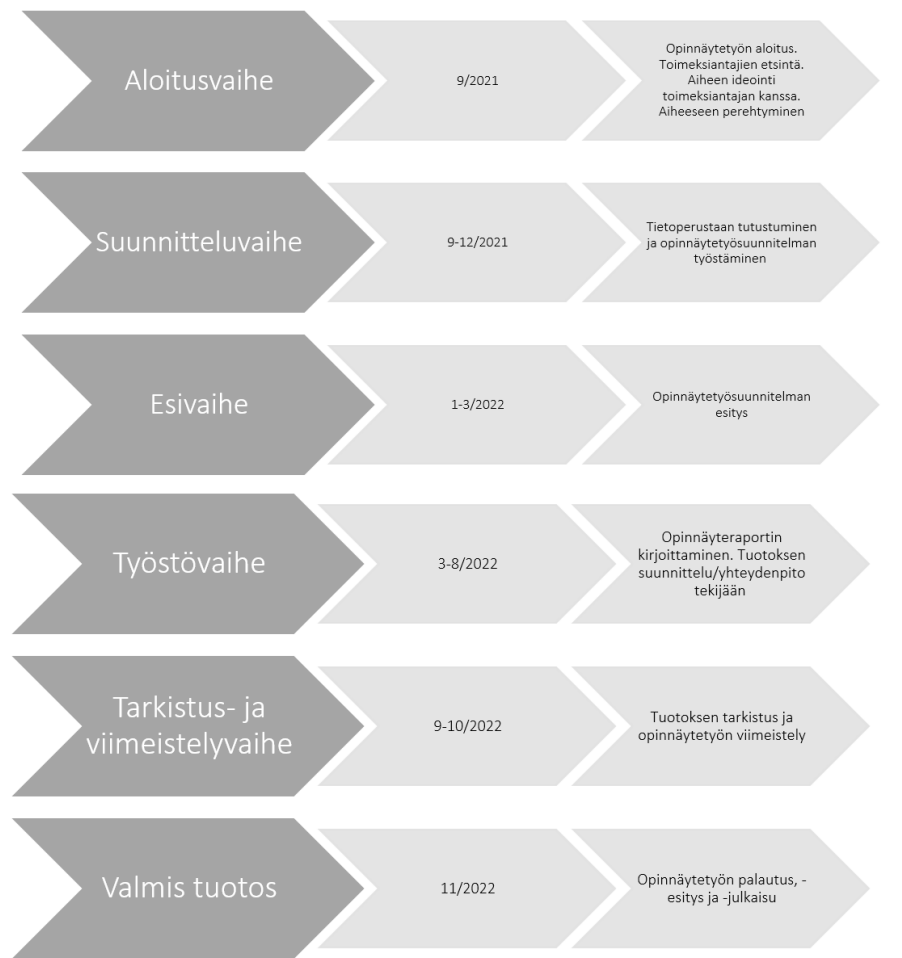 Aloitusvaihe
9/2021
Opinnäytetyön aloitus.
Toimeksiantajien etsintä.
Aiheen ideointi
toimeksiantajan kanssa.
Aiheeseen perehtyminen
Suunnitteluvaihe
9-12/2021
Tietoperustaan tutustuminen
ja opinnäytetyösuunnitelman
työstäminen
Esivaihe
1-3/2022
Opinnäytetyösuunnitelman
esitys
Työstövaihe
3-8/2022
Opinnäyteraportin
kirjoittaminen. Tuotoksen
suunnittelu/yhteydenpito
tekijään
Tarkistus- ja
viimeistelyvaihe
9-10/2022
Tuotoksen tarkistus ja
opinnäytetyön viimeistely
Valmis tuotos
11/2022
Opinnäytetyön palautus, -
esitys ja -julkaisu